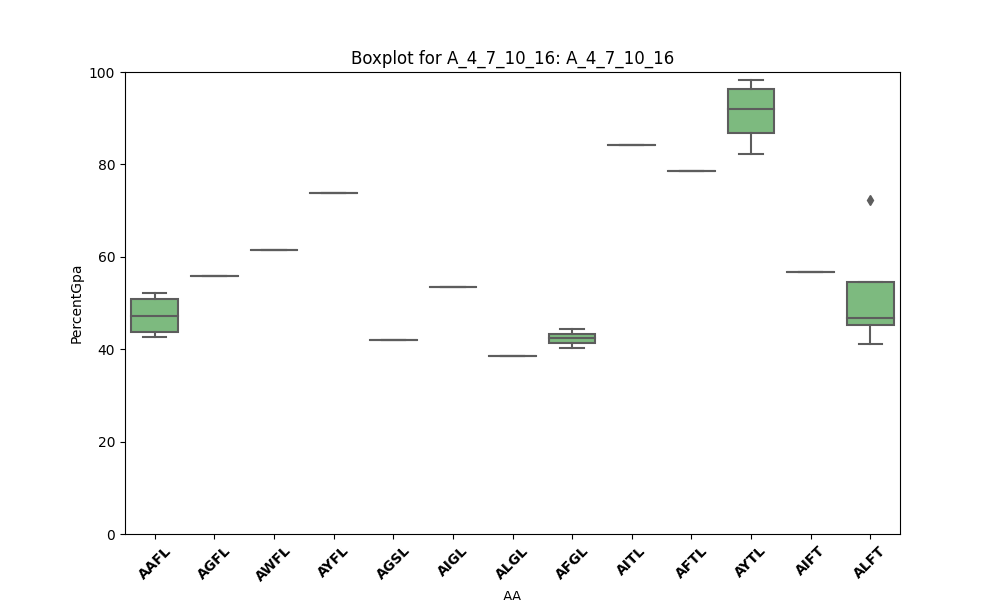 Boxplot for A_4_7_10_16: A_4_7_10_16
100
80
60
40
20
0
PercentGpa
AAFL
AGFL
AWFL
AYFL
AGSL
AIGL
ALGL
AFGL
AITL
AFTL
AYTL
AIFT
ALFT
AA